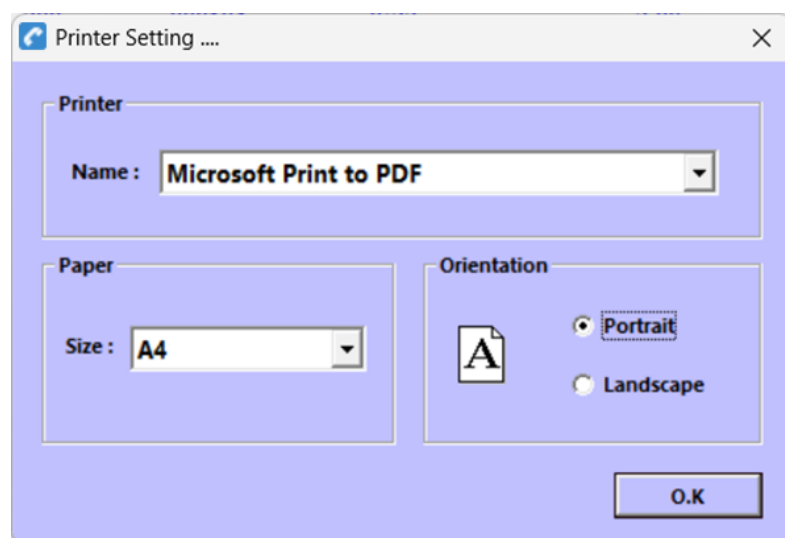 Printer Setting ....
Printer
Name : Microsoft Print to PDF
Paper
Size : A4
Orientation
A
Portrait
Landscape
O.K